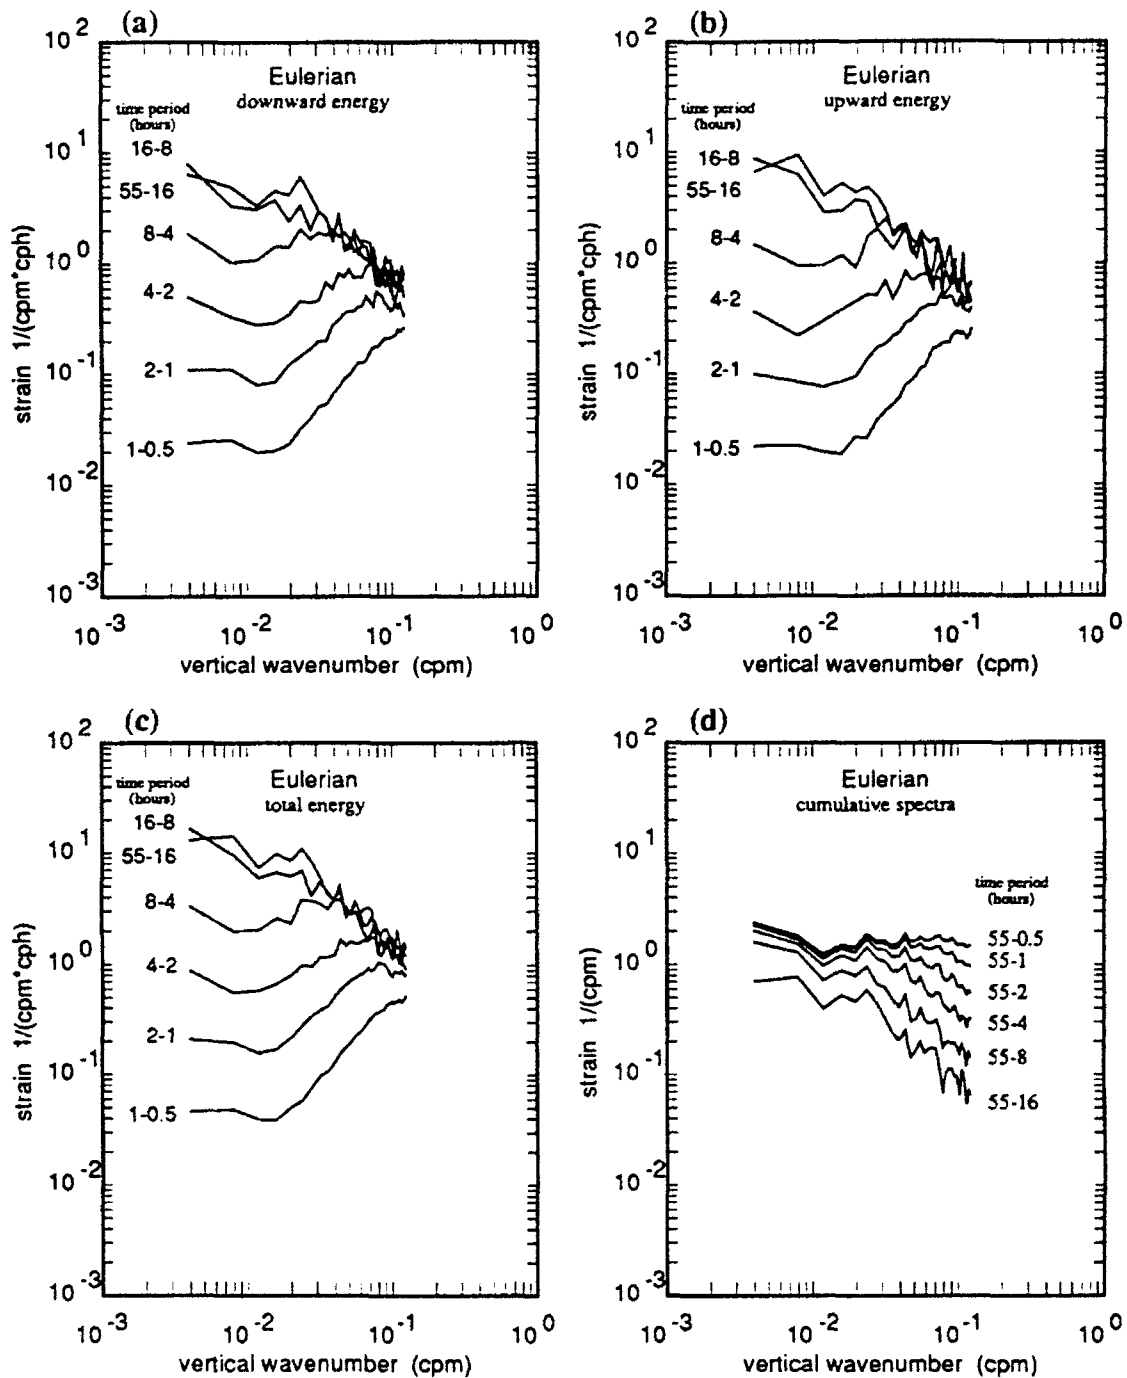 (a)
Eulerian
downward energy
time period
(hours)
16-8
55-16
8-4
4-2
2-1
1-0.5
10^2
10^1
10^0
10^-1
10^-2
10^-3
strain 1/(cpm*cph)
10^-3 10^-2 10^-1 10^0
vertical wavenumber (cpm)
(b)
Eulerian
upward energy
time period
(hours)
16-8
55-16
8-4
4-2
2-1
1-0.5
10^2
10^1
10^0
10^-1
10^-2
10^-3
strain 1/(cpm*cph)
10^-3 10^-2 10^-1 10^0
vertical wavenumber (cpm)
(c)
Eulerian
total energy
time period
(hours)
16-8
55-16
8-4
4-2
2-1
1-0.5
10^2
10^1
10^0
10^-1
10^-2
10^-3
strain 1/(cpm*cph)
10^-3 10^-2 10^-1 10^0
vertical wavenumber (cpm)
(d)
Eulerian
cumulative spectra
time period
(hours)
55-0.5
55-1
55-2
55-4
55-8
55-16
10^2
10^1
10^0
10^-1
10^-2
10^-3
strain 1/(cpm)
10^-3 10^-2 10^-1 10^0
vertical wavenumber (cpm)